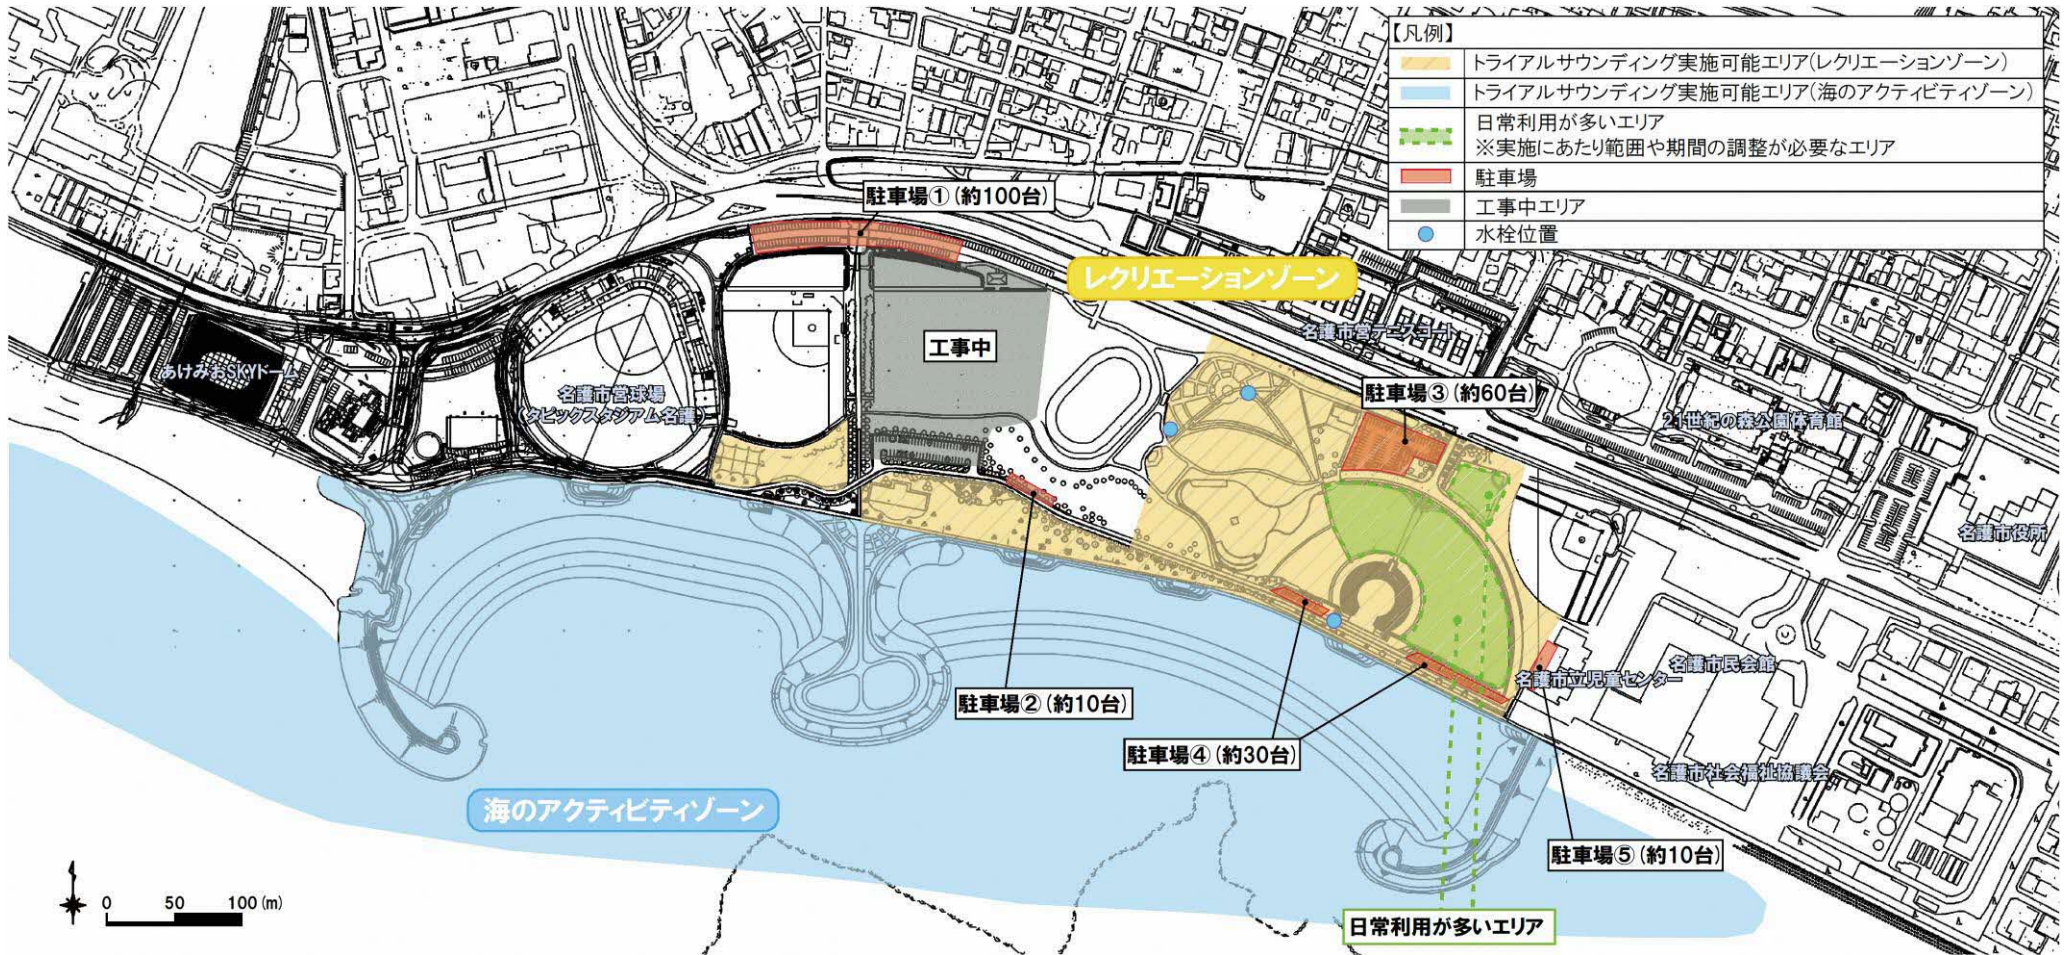 【凡例】
トライアルサウンディング実施可能エリア(レクリエーションゾーン)
トライアルサウンディング実施可能エリア(海のアクティビティゾーン)
日常利用が多いエリア
※実施にあたり範囲や期間の調整が必要なエリア
駐車場
工事中エリア
水栓位置
駐車場①(約100台)
レクリエーションゾーン
名護市営テニスコート
工事中
あけみおSKYドーム
名護市営球場
(タピックスタジアム名護)
駐車場③(約60台)
21世紀の森公園体育館
名護市役所
駐車場②(約10台)
名護市民会館
名護市立児童センター
駐車場④(約30台)
名護市社会福祉協議会
海のアクティビティゾーン
駐車場⑤(約10台)
日常利用が多いエリア
0 50 100(m)